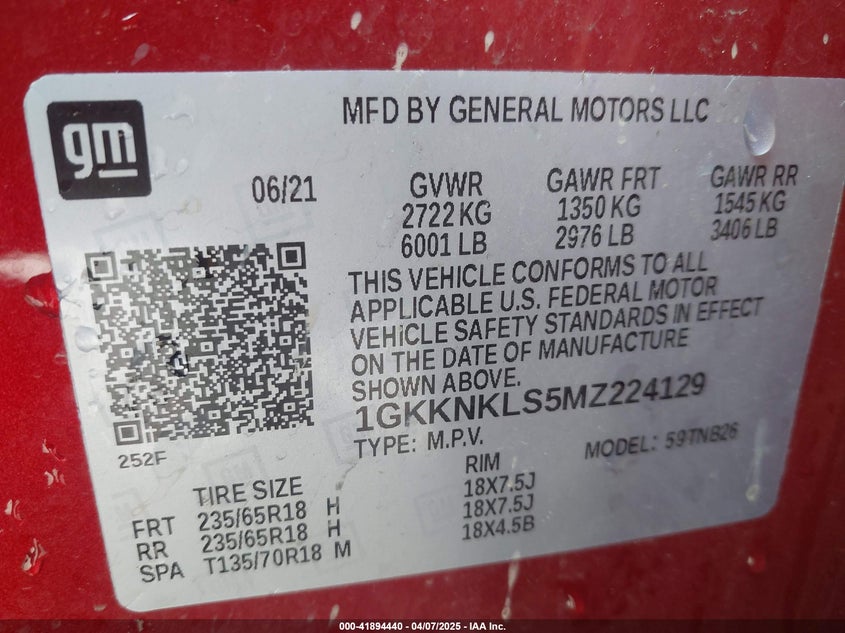 gm
MFD BY GENERAL MOTORS LLC
06/21
GVWR GAWR FRT GAWR RR
2722 KG 1350 KG 1545 KG
6001 LB 2976 LB 3406 LB
THIS VEHICLE CONFORMS TO ALL
APPLICABLE U.S. FEDERAL MOTOR
VEHICLE SAFETY STANDARDS IN EFFECT
ON THE DATE OF MANUFACTURE
SHOWN ABOVE.
1GKKNKLS5MZ224129
TYPE: M.P.V. MODEL: 59TNB26
252F
TIRE SIZE RIM
FRT 235/65R18 H 18X7.5J
RR 235/65R18 H 18X7.5J
SPA T135/70R18 M 18X4.5B
000-41894440 - 04/07/2025 - IAA Inc.